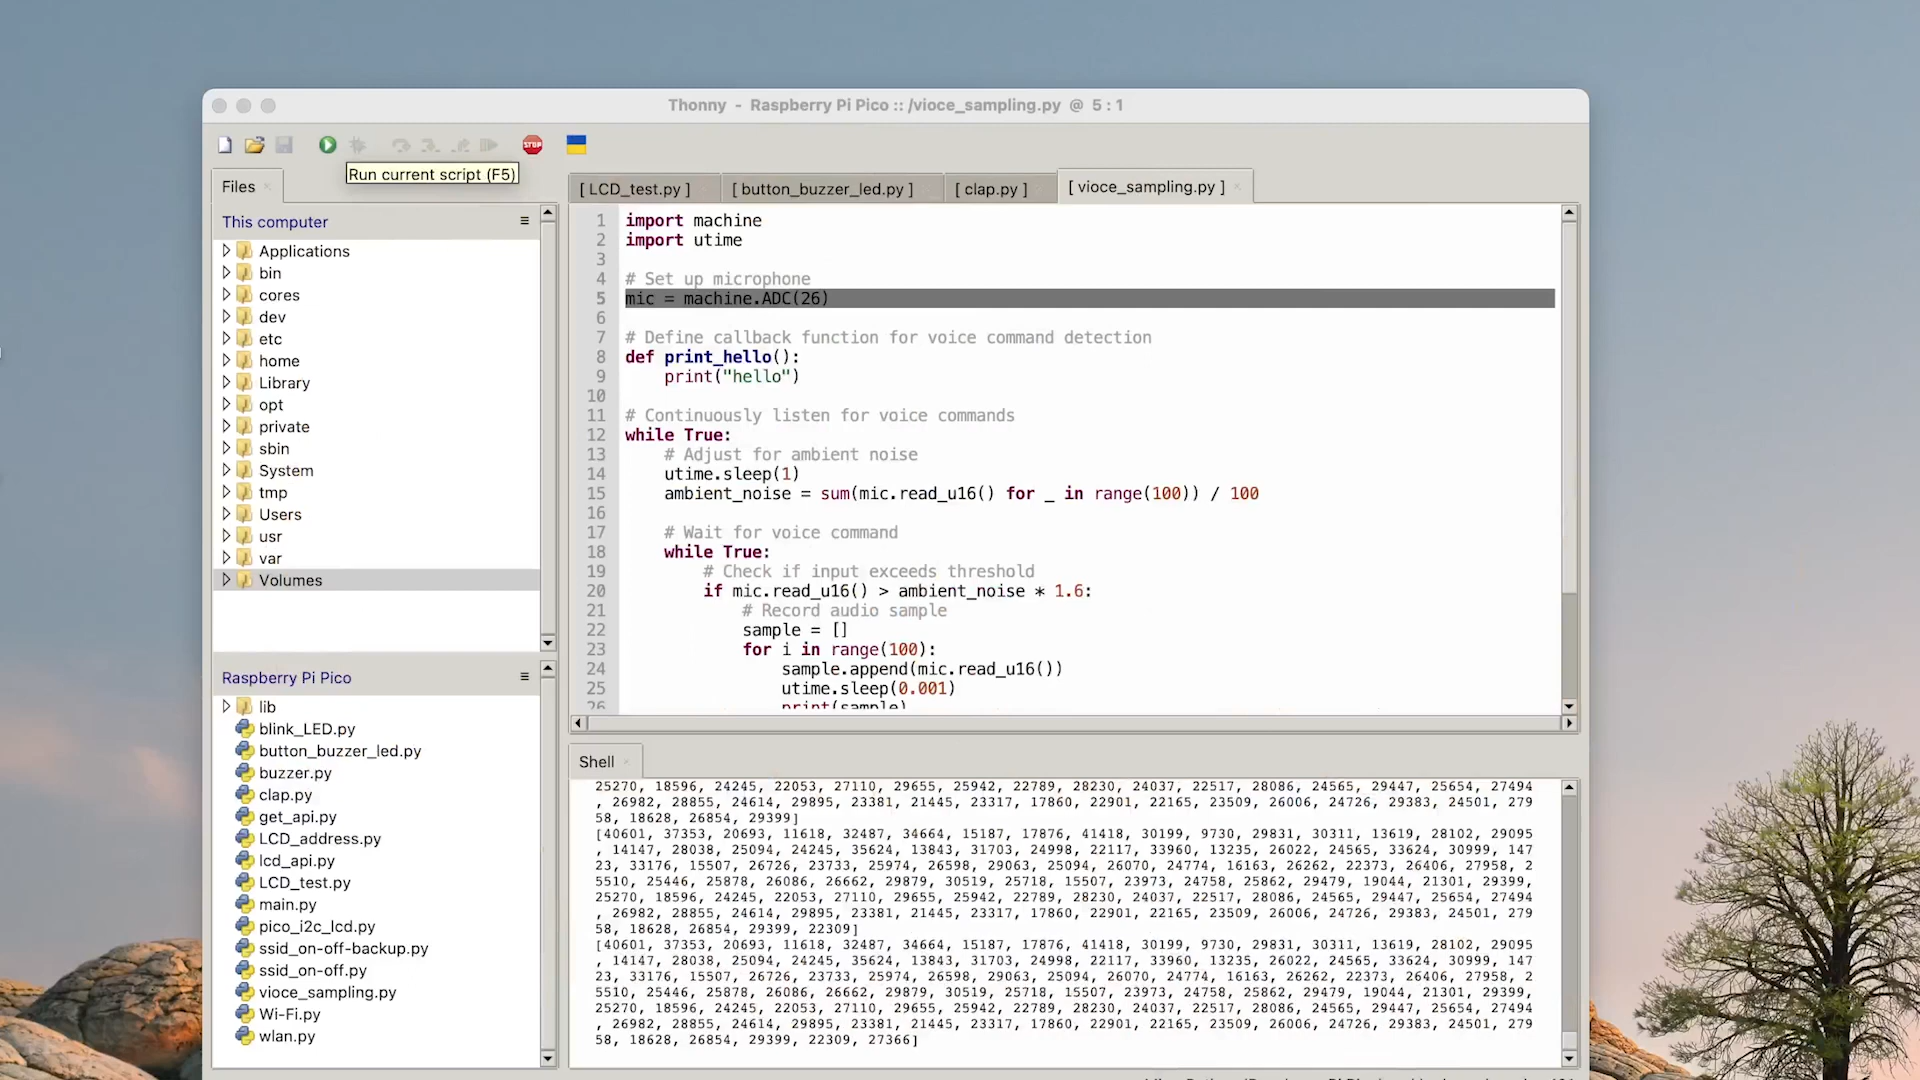 Thonny - Raspberry Pi Pico :: /vioce_sampling.py @ 5 : 1
STOP
Run current script (F5)
Files
[ LCD_test.py ]
[ button_buzzer_led.py ]
[ clap.py ]
[ vioce_sampling.py ]
This computer
Applications
bin
cores
dev
etc
home
Library
opt
private
sbin
System
tmp
Users
usr
var
Volumes
Raspberry Pi Pico
lib
blink_LED.py
button_buzzer_led.py
buzzer.py
clap.py
get_api.py
LCD_address.py
lcd_api.py
LCD_test.py
main.py
pico_i2c_lcd.py
ssid_on-off-backup.py
ssid_on-off.py
vioce_sampling.py
Wi-Fi.py
wlan.py
1 import machine
2 import utime
3
4 # Set up microphone
5 mic = machine.ADC(26)
6
7 # Define callback function for voice command detection
8 def print_hello():
9 print("hello")
10
11 # Continuously listen for voice commands
12 while True:
13 # Adjust for ambient noise
14 utime.sleep(1)
15 ambient_noise = sum(mic.read_u16() for _ in range(100)) / 100
16
17 # Wait for voice command
18 while True:
19 # Check if input exceeds threshold
20 if mic.read_u16() > ambient_noise * 1.6:
21 # Record audio sample
22 sample = []
23 for i in range(100):
24 sample.append(mic.read_u16())
25 utime.sleep(0.001)
26 print(sample)
Shell
25270, 18596, 24245, 22053, 27110, 29655, 25942, 22789, 28230, 24037, 22517, 28086, 24565, 29447, 25654, 27494
, 26982, 28855, 24614, 29895, 23381, 21445, 23317, 17860, 22901, 22165, 23509, 26006, 24726, 29383, 24501, 279
58, 18628, 26854, 29399]
[40601, 37353, 20693, 11618, 32487, 34664, 15187, 17876, 41418, 30199, 9730, 29831, 30311, 13619, 28102, 29095
, 14147, 28038, 25094, 24245, 35624, 13843, 31703, 24998, 22117, 33960, 13235, 26022, 24565, 33624, 30999, 147
23, 33176, 15507, 26726, 23733, 25974, 26598, 29063, 25094, 26070, 24774, 16163, 26262, 22373, 26406, 27958, 2
5510, 25446, 25878, 26086, 26662, 29879, 30519, 25718, 15507, 23973, 24758, 25862, 29479, 19044, 21301, 29399,
25270, 18596, 24245, 22053, 27110, 29655, 25942, 22789, 28230, 24037, 22517, 28086, 24565, 29447, 25654, 27494
, 26982, 28855, 24614, 29895, 23381, 21445, 23317, 17860, 22901, 22165, 23509, 26006, 24726, 29383, 24501, 279
58, 18628, 26854, 29399, 22309]
[40601, 37353, 20693, 11618, 32487, 34664, 15187, 17876, 41418, 30199, 9730, 29831, 30311, 13619, 28102, 29095
, 14147, 28038, 25094, 24245, 35624, 13843, 31703, 24998, 22117, 33960, 13235, 26022, 24565, 33624, 30999, 147
23, 33176, 15507, 26726, 23733, 25974, 26598, 29063, 25094, 26070, 24774, 16163, 26262, 22373, 26406, 27958, 2
5510, 25446, 25878, 26086, 26662, 29879, 30519, 25718, 15507, 23973, 24758, 25862, 29479, 19044, 21301, 29399,
25270, 18596, 24245, 22053, 27110, 29655, 25942, 22789, 28230, 24037, 22517, 28086, 24565, 29447, 25654, 27494
, 26982, 28855, 24614, 29895, 23381, 21445, 23317, 17860, 22901, 22165, 23509, 26006, 24726, 29383, 24501, 279
58, 18628, 26854, 29399, 22309, 27366]